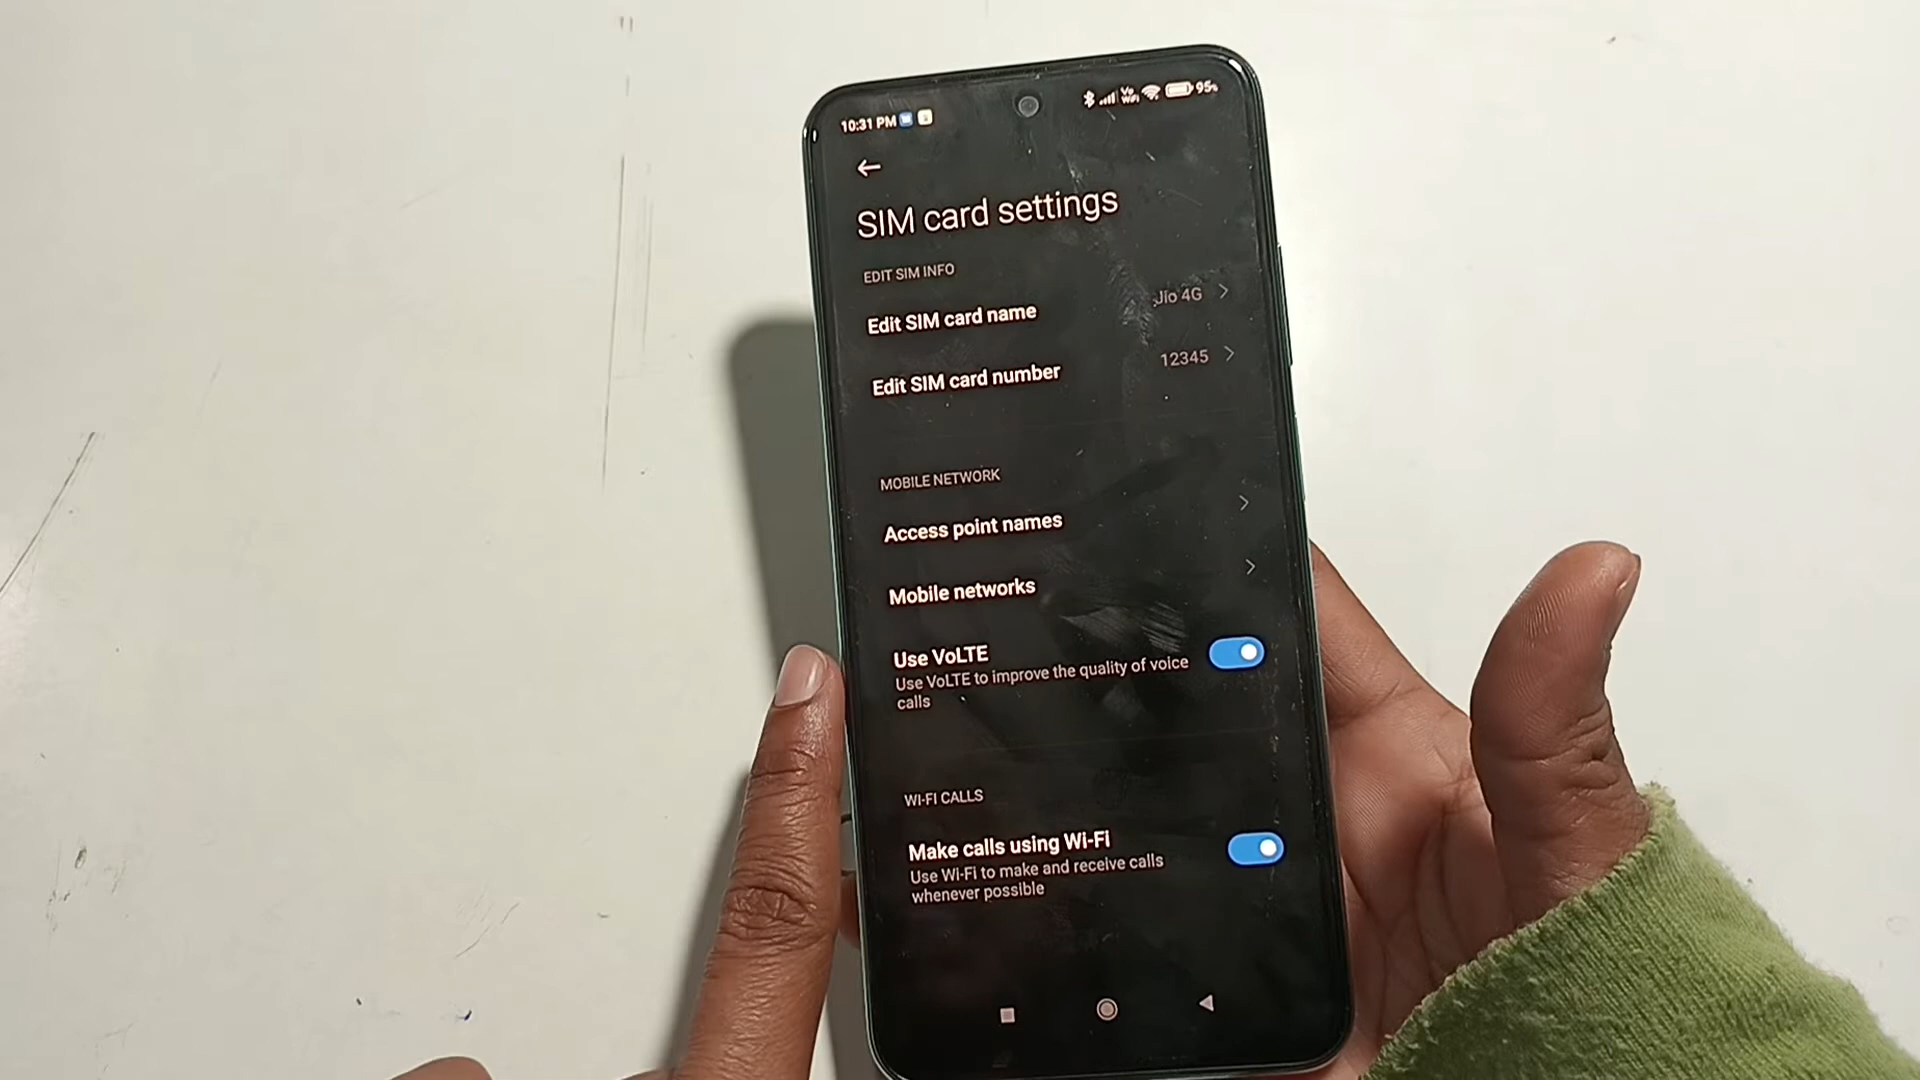 10:31 PM
Vo
WiFi
95%
SIM card settings
EDIT SIM INFO
Edit SIM card name
Jio 4G
Edit SIM card number
12345
MOBILE NETWORK
Access point names
Mobile networks
Use VoLTE
Use VoLTE to improve the quality of voice
calls
WI-FI CALLS
Make calls using Wi-Fi
Use Wi-Fi to make and receive calls
whenever possible